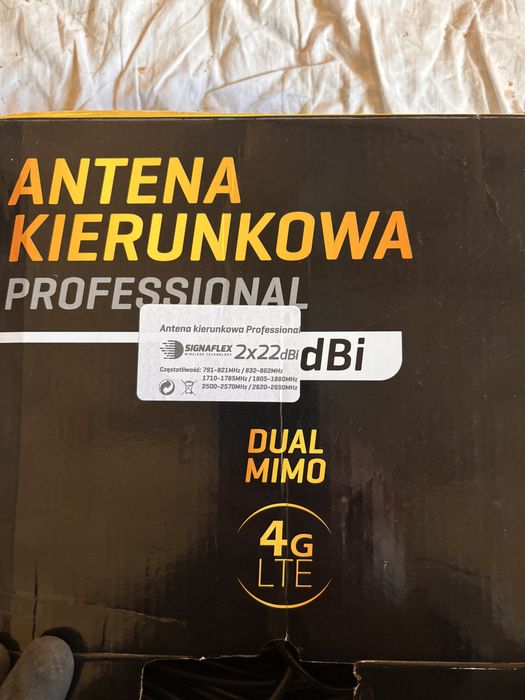 ANTENA
KIERUNKOWA
PROFESSIONAL
Antena kierunkowa Professional
SIGNAFLEX
WIRELESS TECHNOLOGY
2x22dBi
dBi
Częstotliwość: 791-821MHz / 832-862MHz
1710-1785MHz / 1805-1880MHz
2500-2570MHz / 2620-2690MHz
DUAL
MIMO
4G
LTE